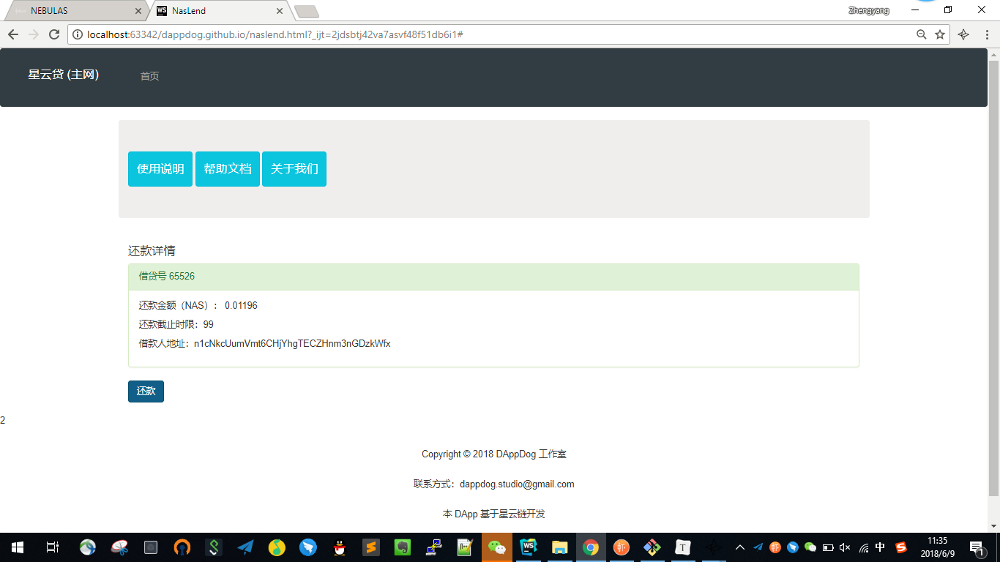 NEBULAS
NasLend
Zhengyang
localhost:63342/dappdog.github.io/naslend.html?_ijt=2jdsbtj42va7asvf48f51db6i1#
星云贷 (主网) 首页
使用说明 帮助文档 关于我们
还款详情
借贷号 65526
还款金额（NAS）： 0.01196
还款截止时限：99
借款人地址：n1cNkcUumVmt6CHjYhgTECZHnm3nGDzkWfx
还款
2
Copyright © 2018 DAppDog 工作室
联系方式：dappdog.studio@gmail.com
本 DApp 基于星云链开发
中
11:35
2018/6/9
1